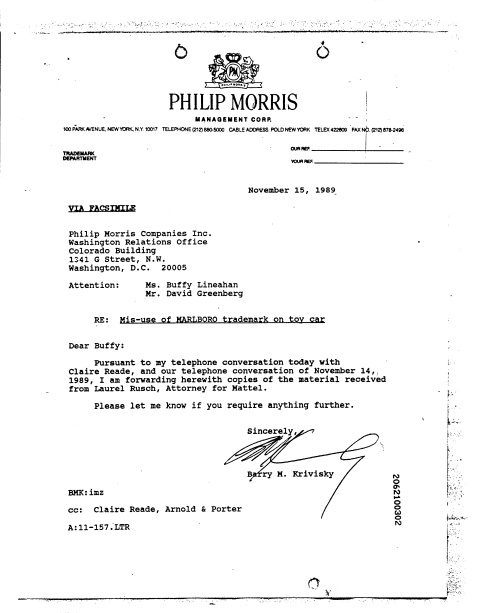 PHILIP MORRIS
PHILIP MORRIS
MANAGEMENT CORP.
100 PARK AVENUE, NEW YORK, N.Y. 10017 TELEPHONE (212) 880-5000 CABLE ADDRESS POLD NEW YORK TELEX 422609 FAX NO. (212) 878-2496
TRADEMARK
DEPARTMENT
OUR REF.
YOUR REF.
November 15, 1989
VIA FACSIMILE
Philip Morris Companies Inc.
Washington Relations Office
Colorado Building
1341 G Street, N.W.
Washington, D.C. 20005
Attention: Ms. Buffy Lineahan
Mr. David Greenberg
RE: Mis-use of MARLBORO trademark on toy car
Dear Buffy:
Pursuant to my telephone conversation today with
Claire Reade, and our telephone conversation of November 14,
1989, I am forwarding herewith copies of the material received
from Laurel Rusch, Attorney for Mattel.
Please let me know if you require anything further.
Sincerely,
Barry M. Krivisky
BMK:imz
cc: Claire Reade, Arnold & Porter
A:11-157.LTR
2062100302